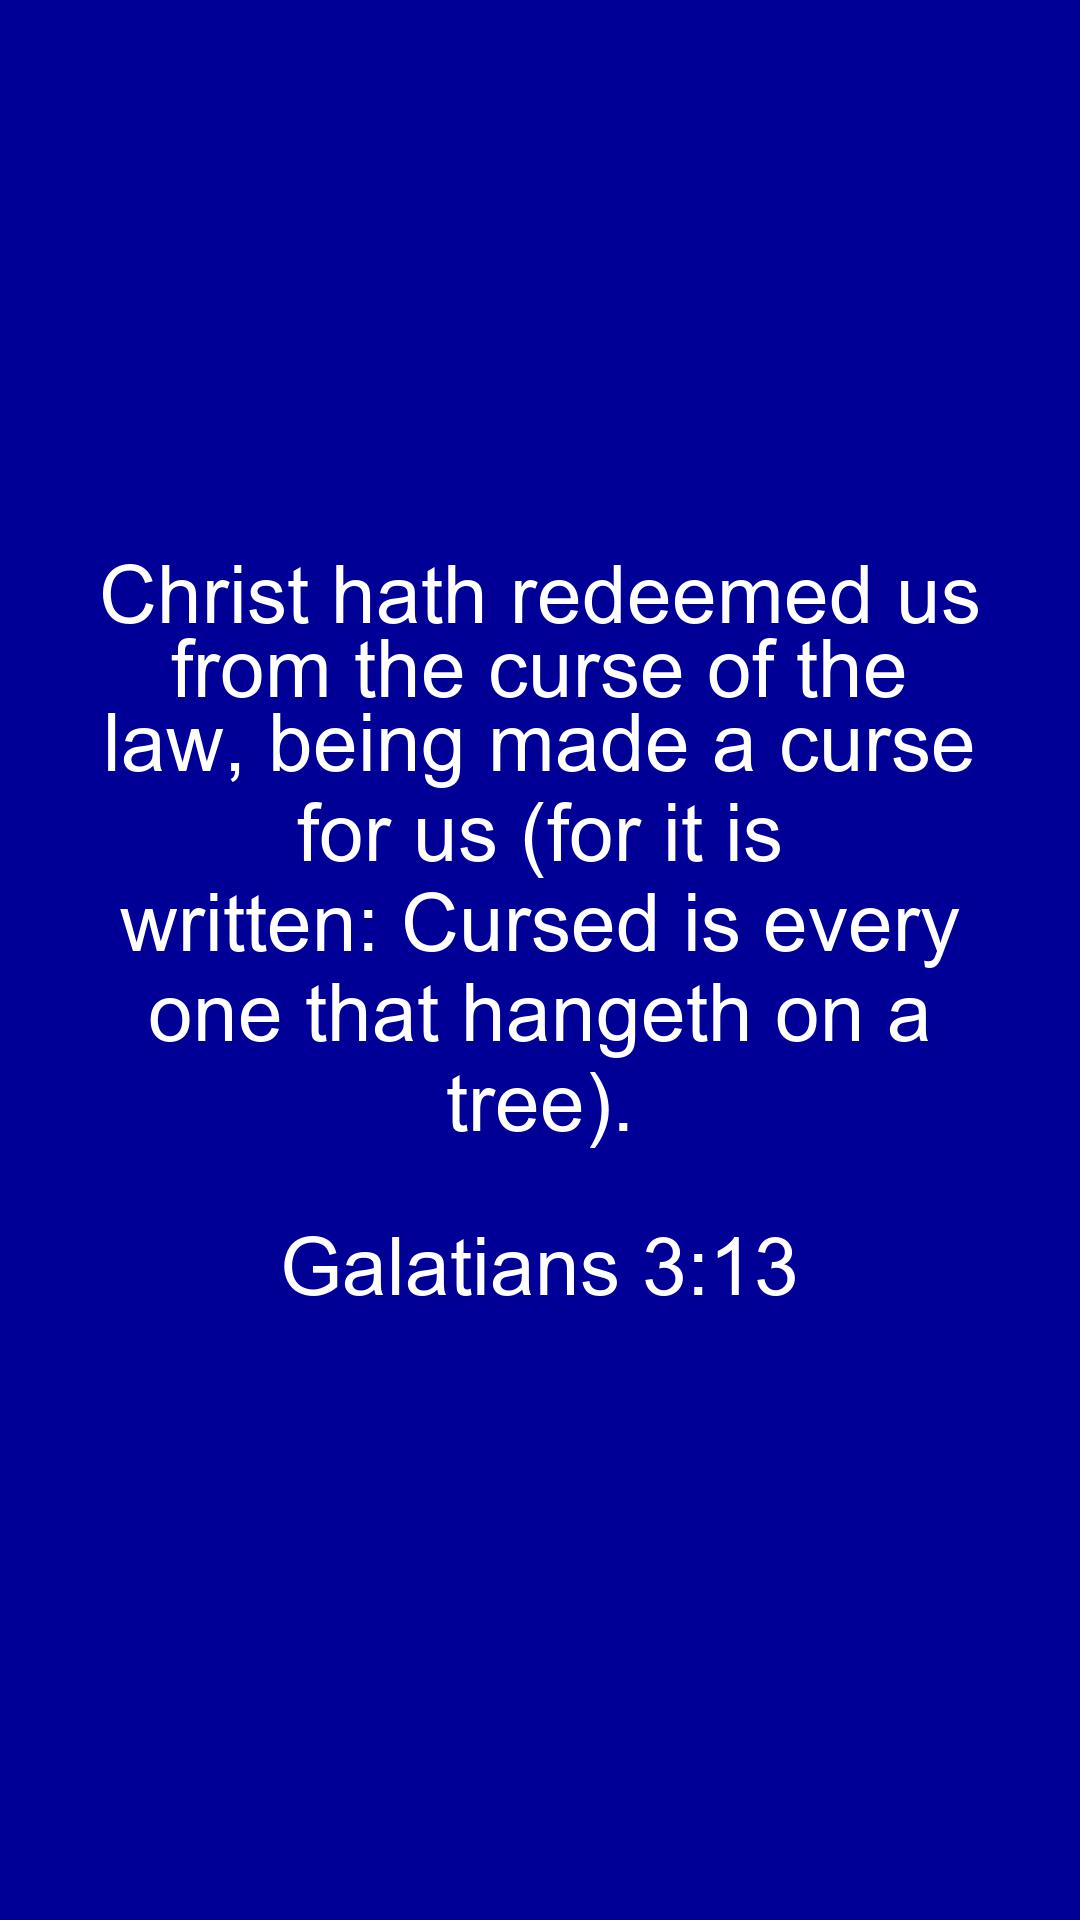 Christ hath redeemed us
from the curse of the
law, being made a curse
for us (for it is
written: Cursed is every
one that hangeth on a
tree).
Galatians 3:13